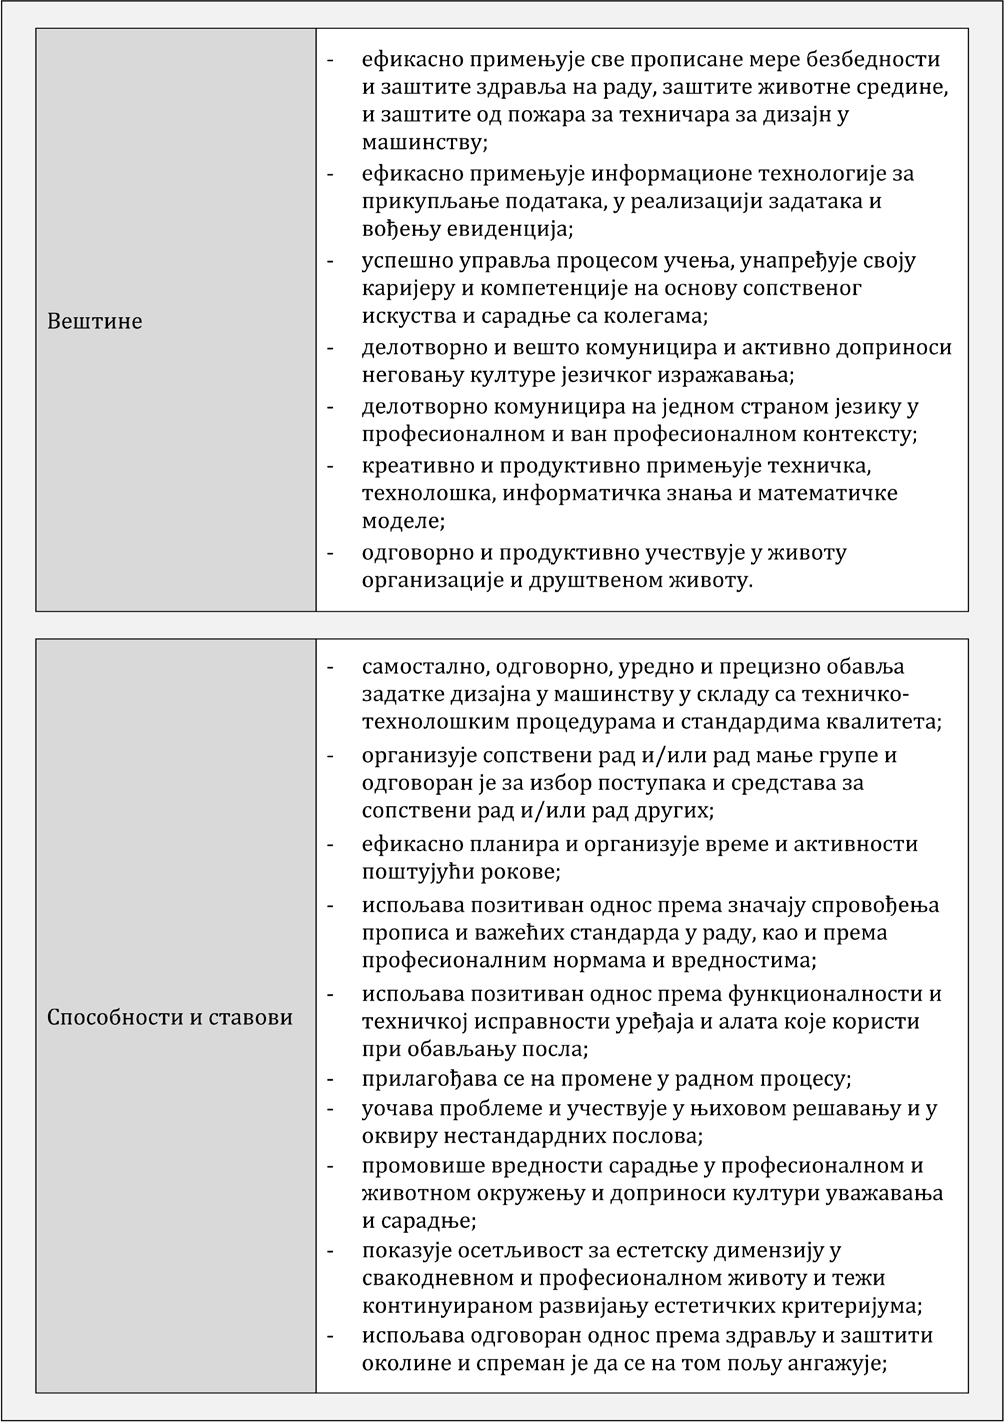 Вештине
- ефикасно примењује све прописане мере безбедности
и заштите здравља на раду, заштите животне средине,
и заштите од пожара за техничара за дизајн у
машинству;
- ефикасно примењује информационе технологије за
прикупљање података, у реализацији задатака и
вођењу евиденција;
- успешно управља процесом учења, унапређује своју
каријеру и компетенције на основу сопственог
искуства и сарадње са колегама;
- делотворно и вешто комуницира и активно доприноси
неговању културе језичког изражавања;
- делотворно комуницира на једном страном језику у
професионалном и ван професионалном контексту;
- креативно и продуктивно примењује техничка,
технолошка, информатичка знања и математичке
моделе;
- одговорно и продуктивно учествује у животу
организације и друштвеном животу.
Способности и ставови
- самостално, одговорно, уредно и прецизно обавља
задатке дизајна у машинству у складу са техничко-
технолошким процедурама и стандардима квалитета;
- организује сопствени рад и/или рад мање групе и
одговоран је за избор поступака и средстава за
сопствени рад и/или рад других;
- ефикасно планира и организује време и активности
поштујући рокове;
- испољава позитиван однос према значају спровођења
прописа и важећих стандарда у раду, као и према
професионалним нормама и вредностима;
- испољава позитиван однос према функционалности и
техничкој исправности уређаја и алата које користи
при обављању посла;
- прилагођава се на промене у радном процесу;
- уочава проблеме и учествује у њиховом решавању и у
оквиру нестандардних послова;
- промовише вредности сарадње у професионалном и
животном окружењу и доприноси култури уважавања
и сарадње;
- показује осетљивост за естетску димензију у
свакодневном и професионалном животу и тежи
континуираном развијању естетичких критеријума;
- испољава одговоран однос према здрављу и заштити
околине и спреман је да се на том пољу ангажује;